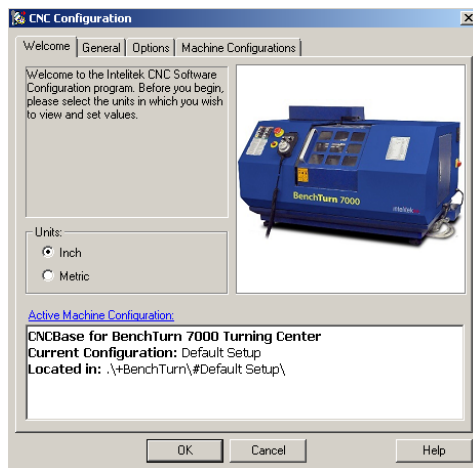 CNC Configuration
Welcome General Options Machine Configurations
Welcome to the Intelitek CNC Software
Configuration program. Before you begin,
please select the units in which you wish
to view and set values.
BenchTurn 7000
intelitek
Units:
Inch
Metric
Active Machine Configuration:
CNCBase for BenchTurn 7000 Turning Center
Current Configuration: Default Setup
Located in: .\+BenchTurn\#Default Setup\
OK Cancel Help